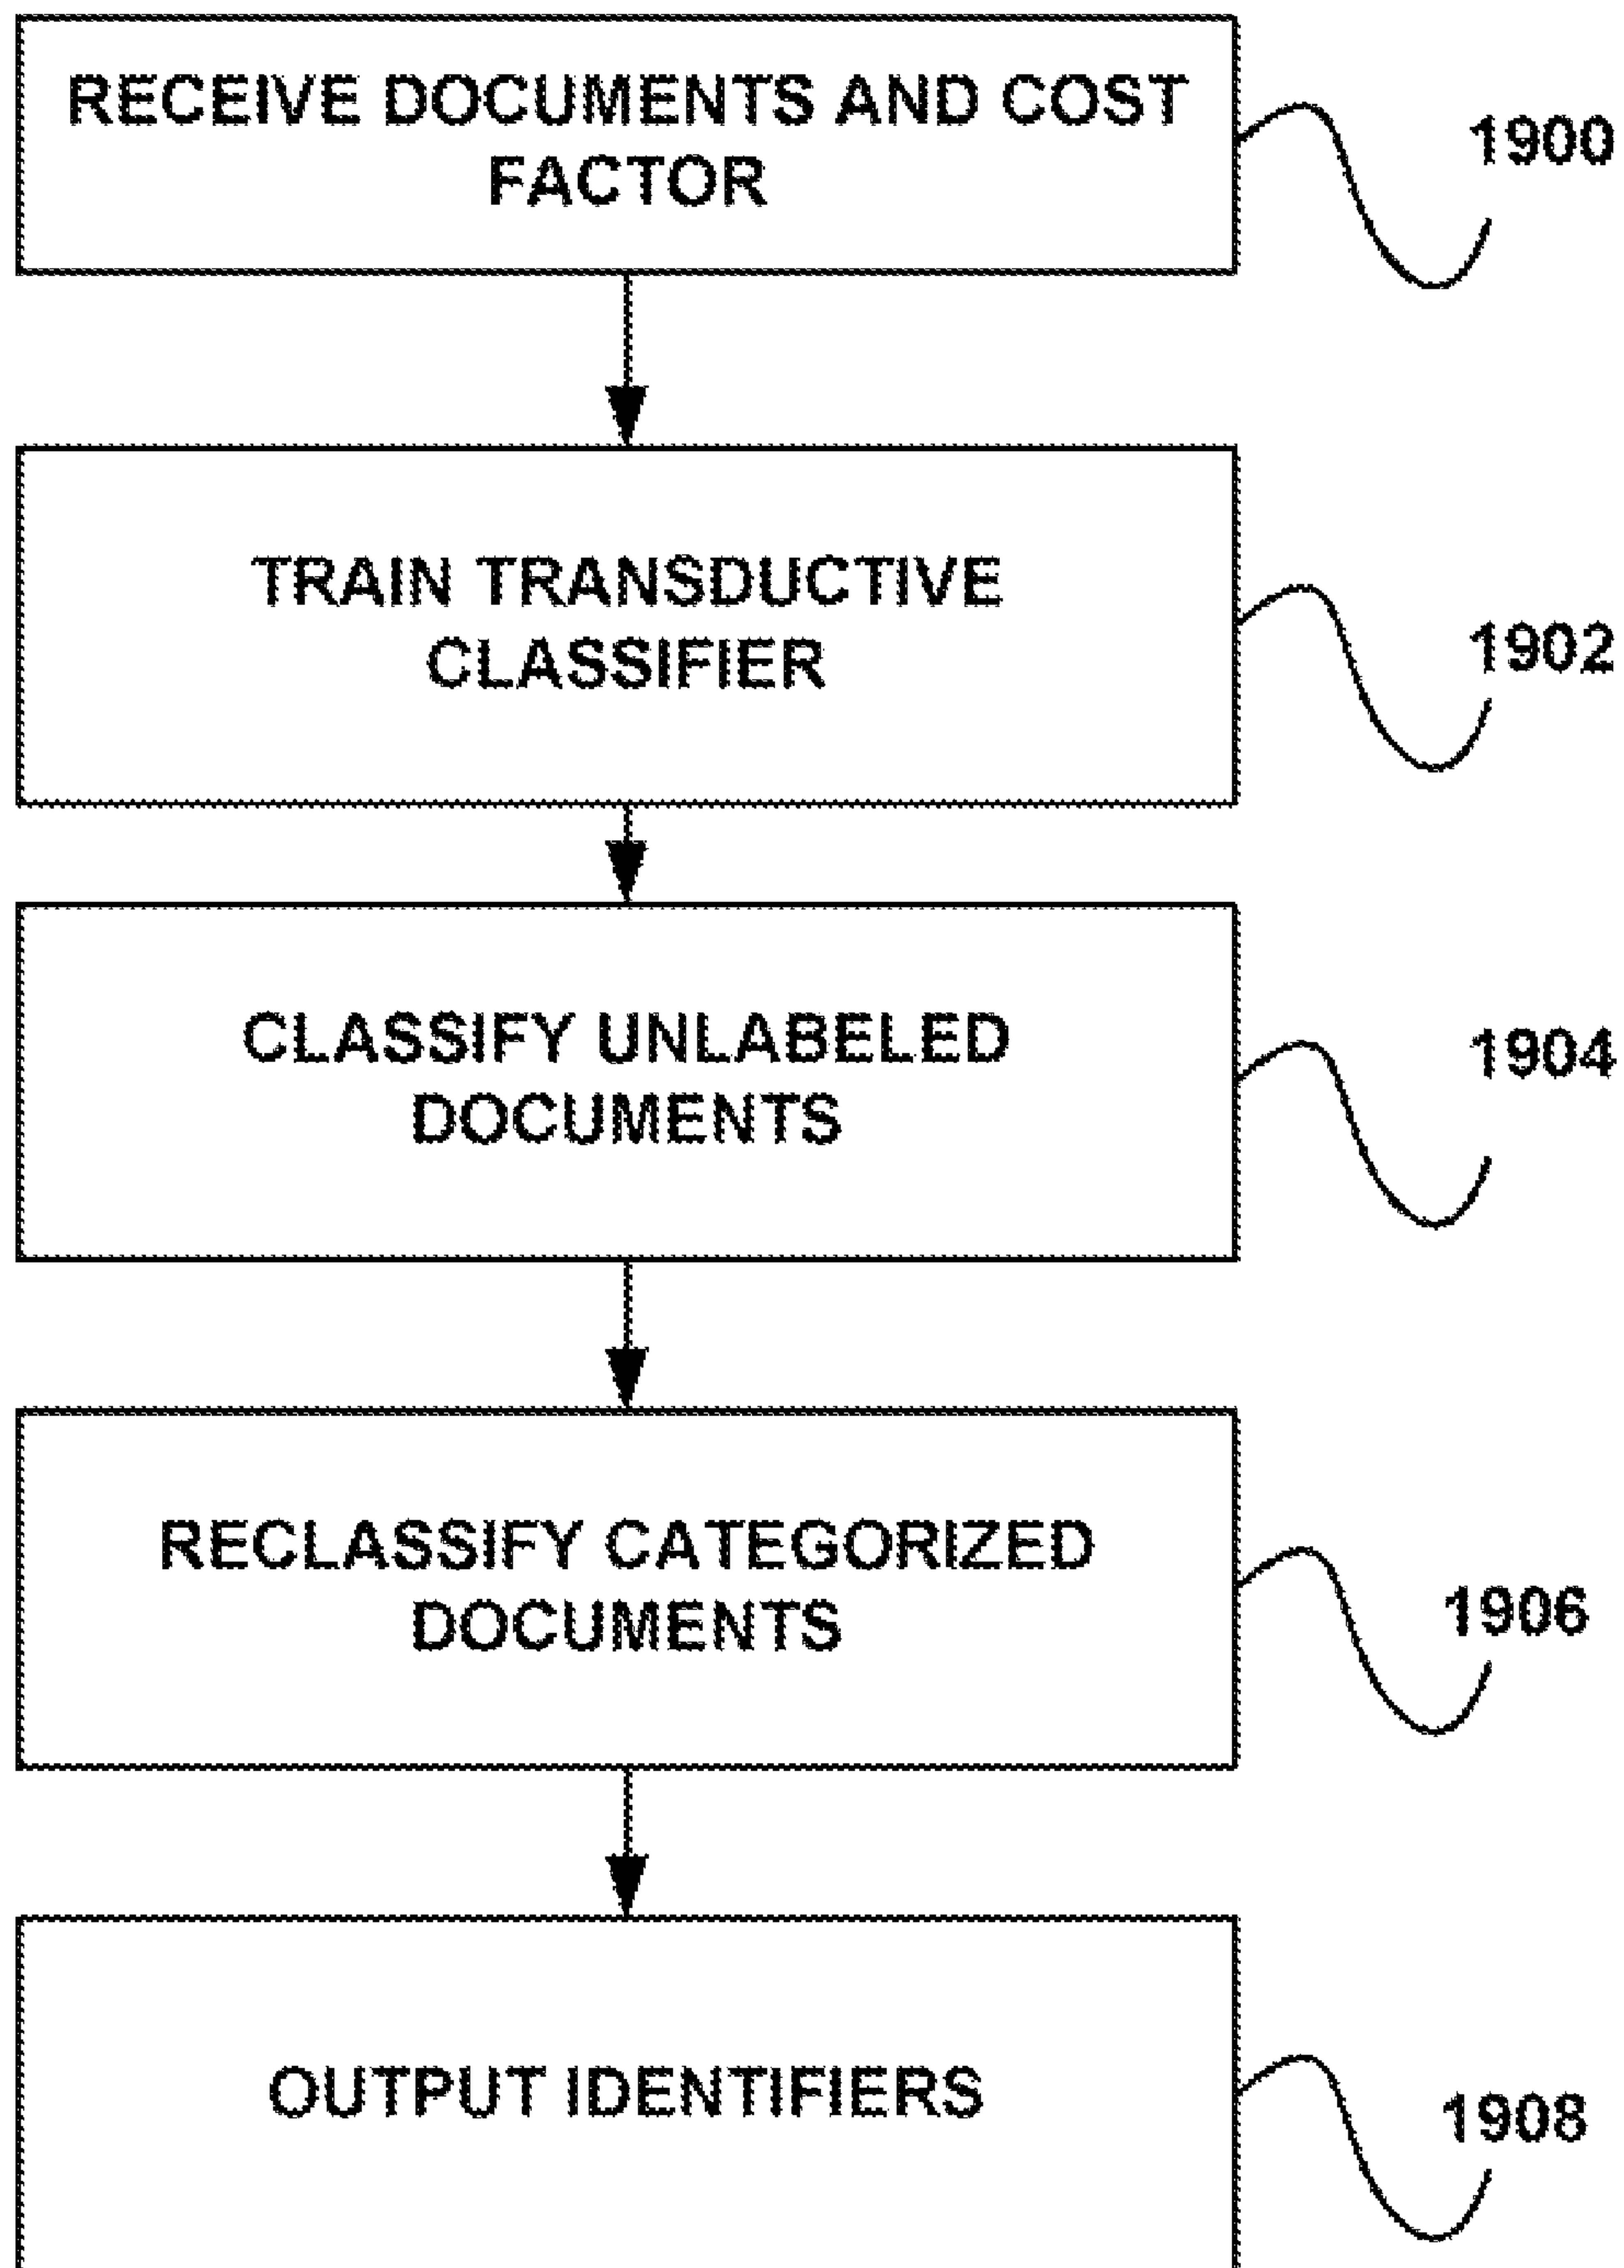 RECEIVE DOCUMENTS AND COST
FACTOR
1900
TRAIN TRANSDUCTIVE
CLASSIFIER
1902
CLASSIFY UNLABELED
DOCUMENTS
1904
RECLASSIFY CATEGORIZED
DOCUMENTS
1906
OUTPUT IDENTIFIERS
1908